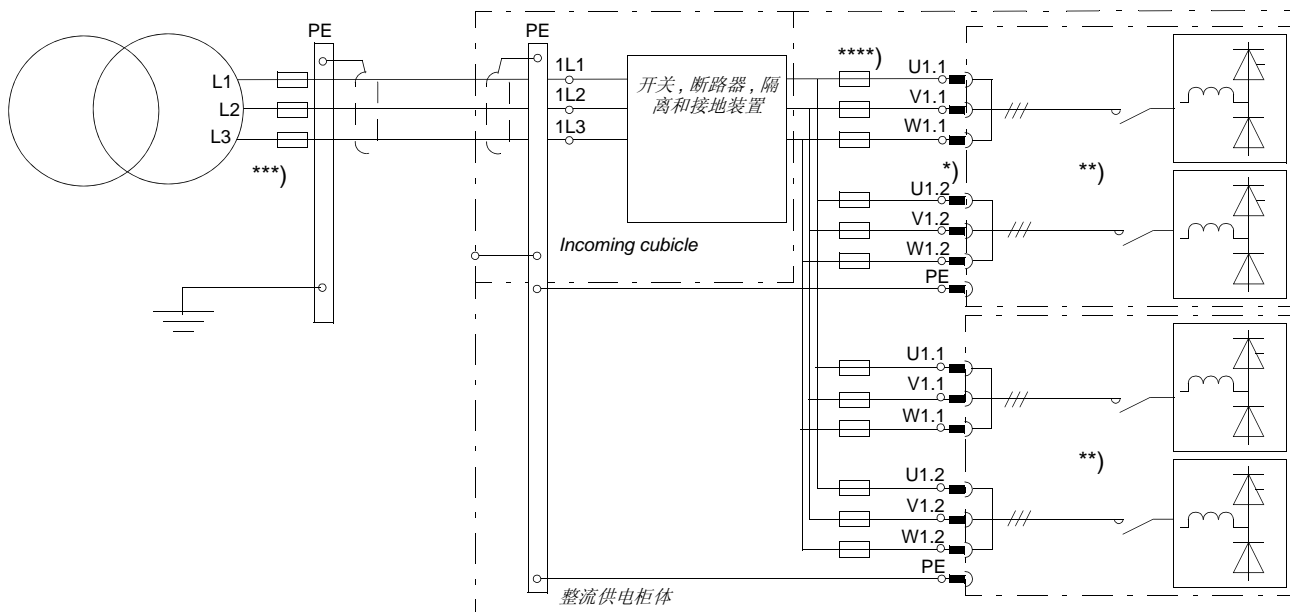 PE
PE
****)
U1.1
1L1
开关 , 断路器 , 隔
离和接地装置
L1
1L2
V1.1
L2
1L3
W1.1
L3
***)
*)
**)
U1.2
V1.2
Incoming cubicle
W1.2
PE
U1.1
V1.1
W1.1
**)
U1.2
V1.2
W1.2
PE
整流供电柜体